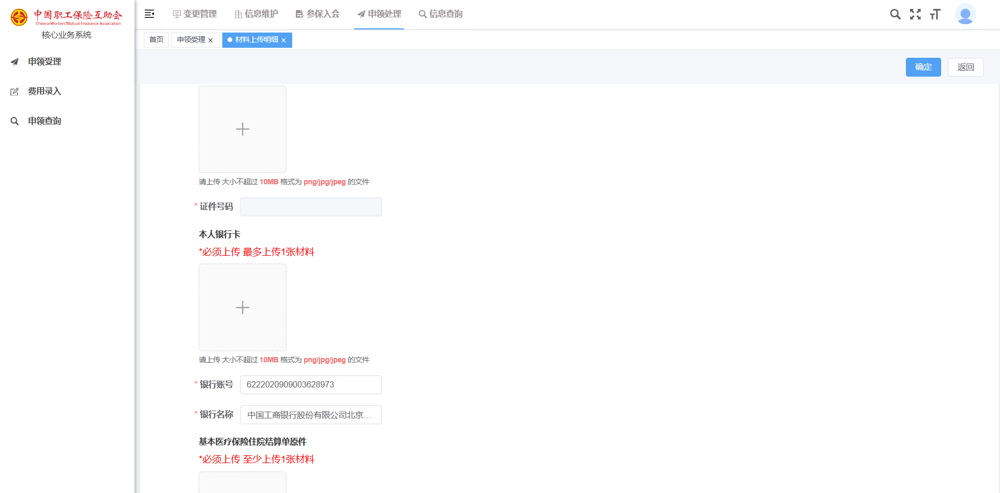 中国职工保险互助会
ChineseWorkers'Mutual Insurance Association
核心业务系统
申领受理
费用录入
申领查询
变更管理
信息维护
参保入会
申领处理
信息查询
首页
申领受理 ×
材料上传明细 ×
确定
返回
请上传 大小不超过 10MB 格式为 png/jpg/jpeg 的文件
* 证件号码
本人银行卡
*必须上传 最多上传1张材料
请上传 大小不超过 10MB 格式为 png/jpg/jpeg 的文件
* 银行账号 6222020909003628973
* 银行名称 中国工商银行股份有限公司北京...
基本医疗保险住院结算单原件
*必须上传 至少上传1张材料